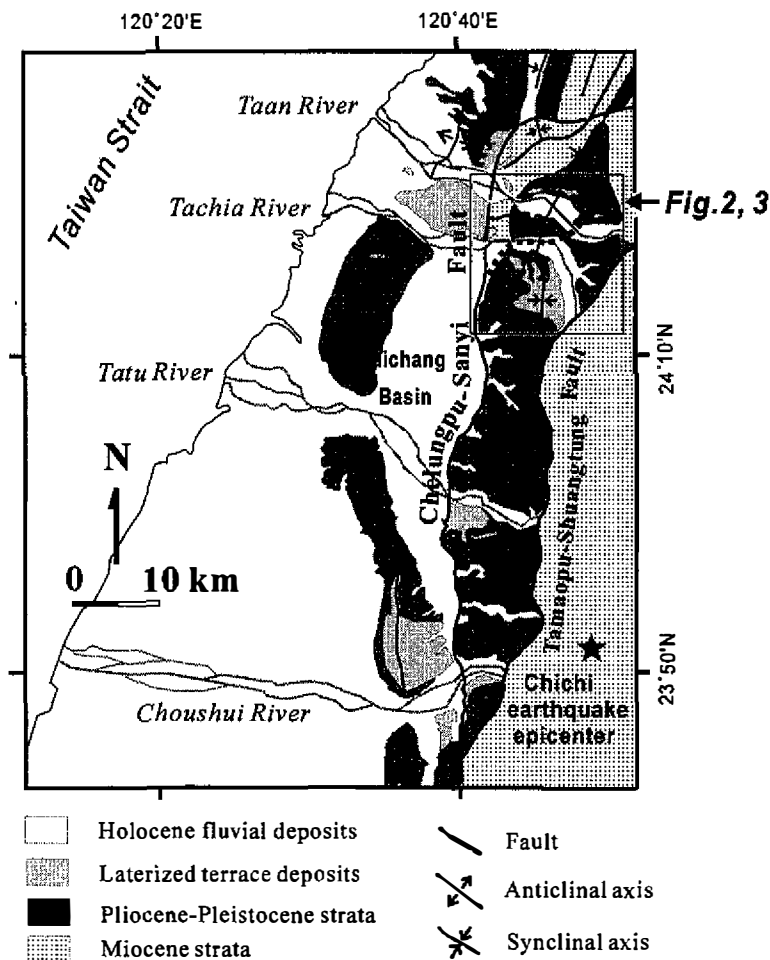 120°20'E
120°40'E
Taiwan Strait
Taan River
Tachia River
Fig.2, 3
Tatu River
Basin
Chelungpu-Sanyi Fault
24°10'
Tamaopu-Shuangtung Fault
N
0 10 km
23°50'
Choushui River
Chichi
earthquake
epicenter
Holocene fluvial deposits
Laterized terrace deposits
Pliocene-Pleistocene strata
Miocene strata
Fault
Anticlinal axis
Synclinal axis